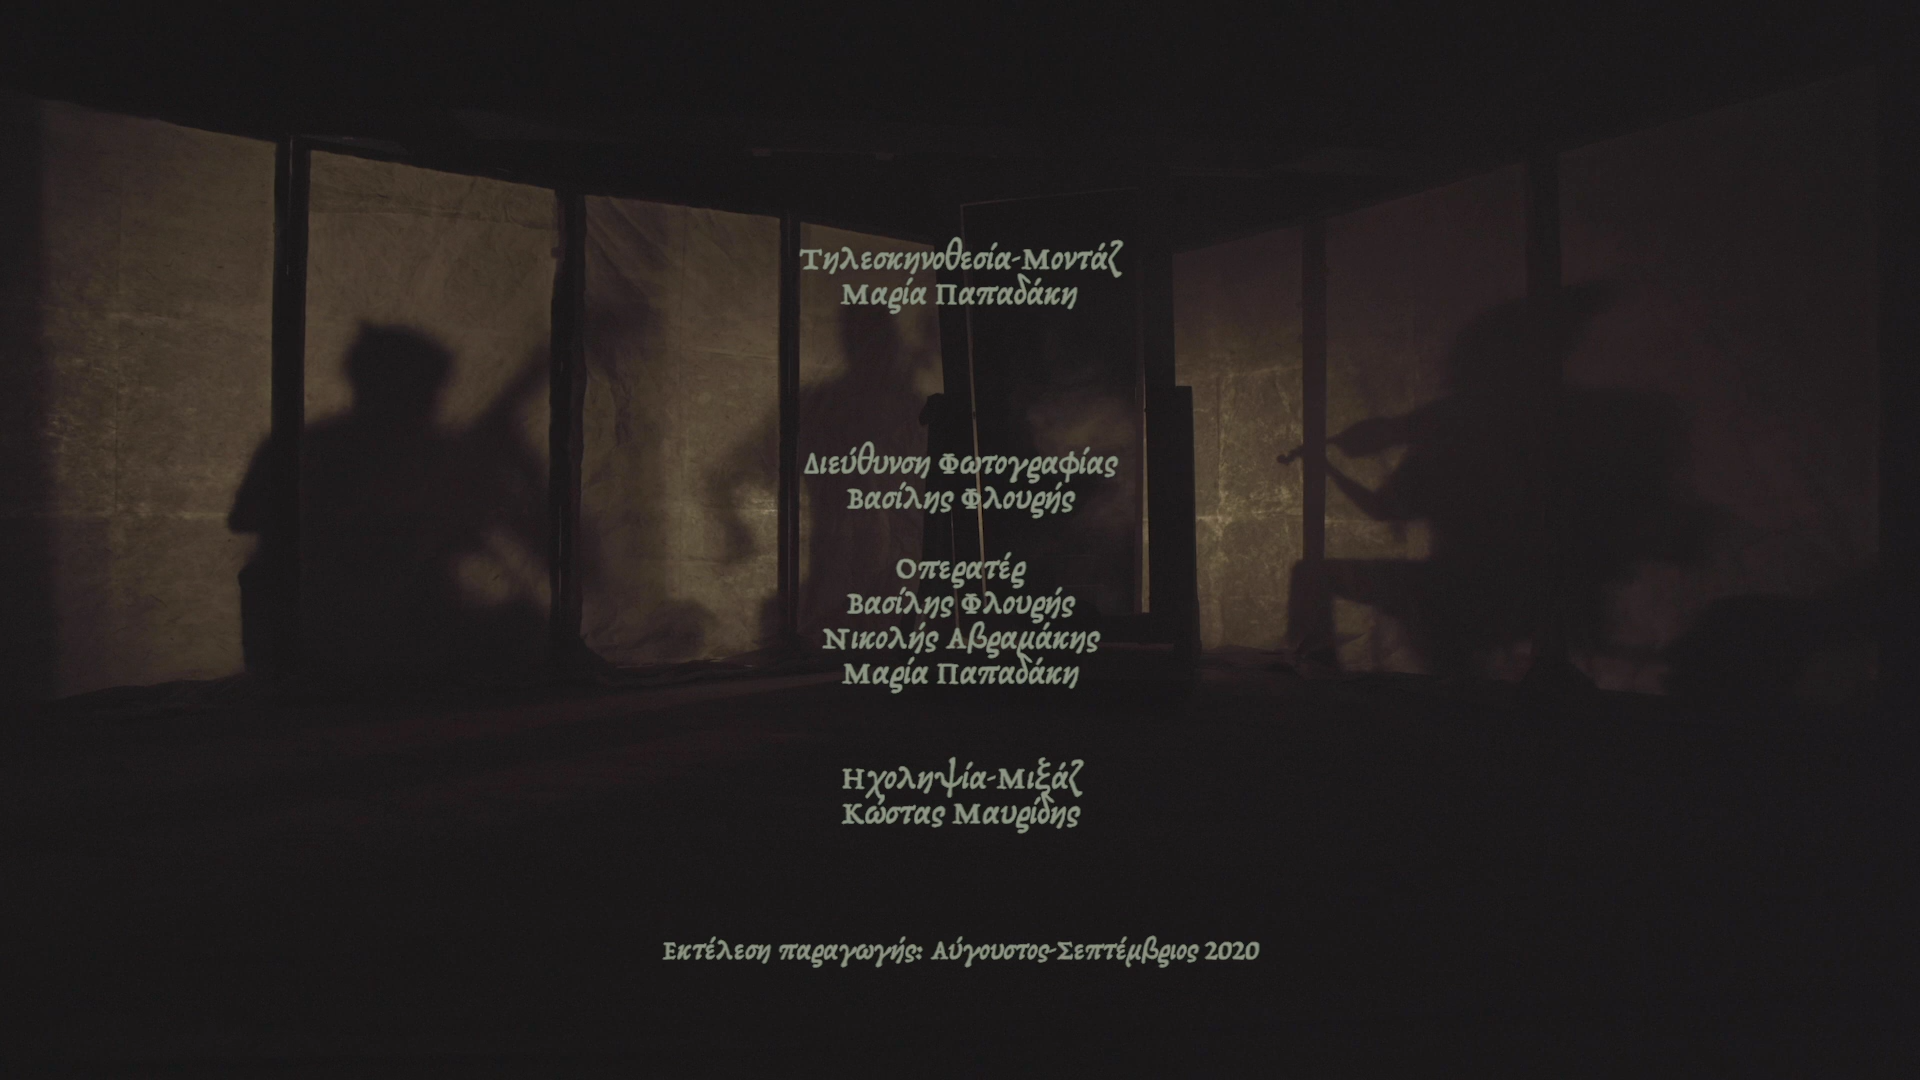 Τηλεσκηνοθεσία-Μοντάζ
Μαρία Παπαδάκη
Διεύθυνση Φωτογραφίας
Βασίλης Φλουρής
Οπερατέρ
Βασίλης Φλουρής
Νικολής Αβραμάκης
Μαρία Παπαδάκη
Ηχοληψία-Μιξάζ
Κώστας Μαυρίδης
Εκτέλεση παραγωγής: Αύγουστος-Σεπτέμβριος 2020